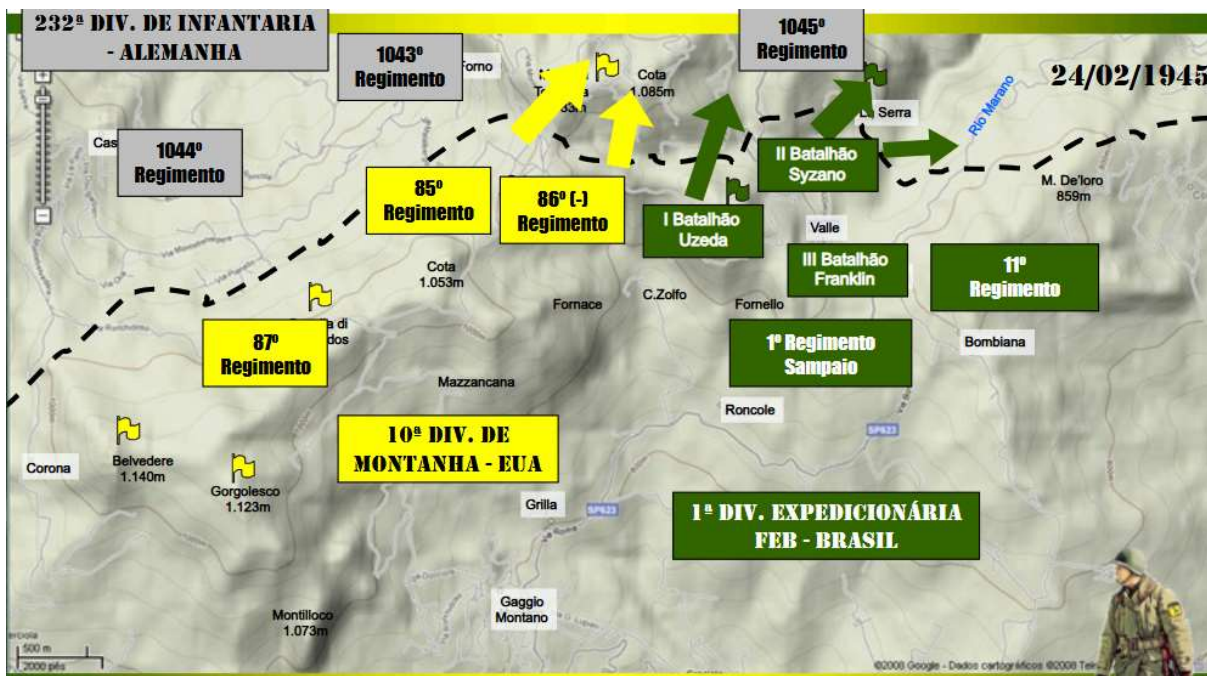 232ª DIV. DE INFANTARIA
- ALEMANHA
1043º
Regimento
Forno
Cota
1.085m
1045º
Regimento
24/02/1945
Rio Marano
Serra
1044º
Regimento
II Batalhão
Syzano
85º
Regimento
86º (-)
Regimento
I Batalhão
Uzeda
M. De'loro
859m
Valle
III Batalhão
Franklin
11º
Regimento
Cota
1.053m
C.Zolfo
Fornace
Fornello
87º
Regimento
di
1º Regimento
Sampaio
Bombiana
Mazzancana
Roncole
SP623
10ª DIV. DE
MONTANHA - EUA
Corona
Belvedere
1.140m
Gorgolesco
1.123m
Grilla
SP623
1ª DIV. EXPEDICIONÁRIA
FEB - BRASIL
Gaggio
Montano
Montilloco
1.073m
500 m
2000 pés
©2008 Google - Dados cartográficos ©2008